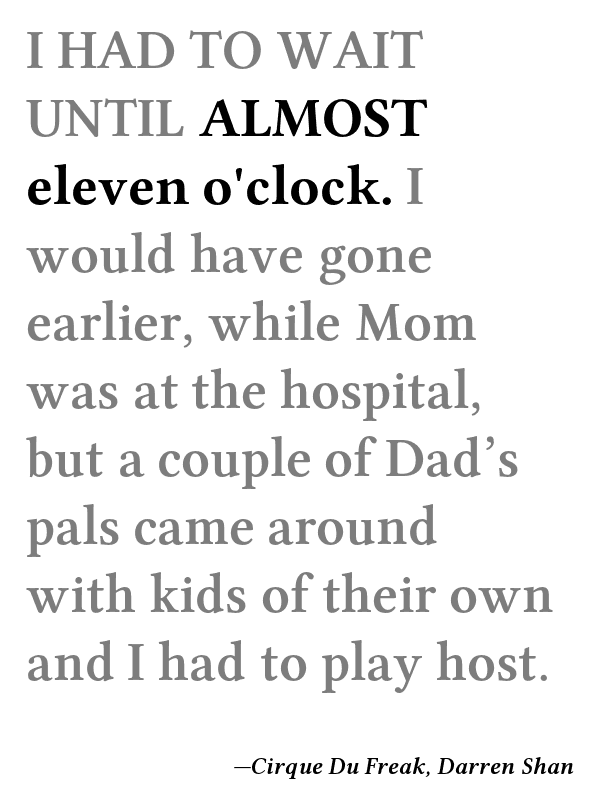 I HAD TO WAIT
UNTIL ALMOST
eleven o'clock. I
would have gone
earlier, while Mom
was at the hospital,
but a couple of Dad’s
pals came around
with kids of their own
and I had to play host.
—Cirque Du Freak, Darren Shan